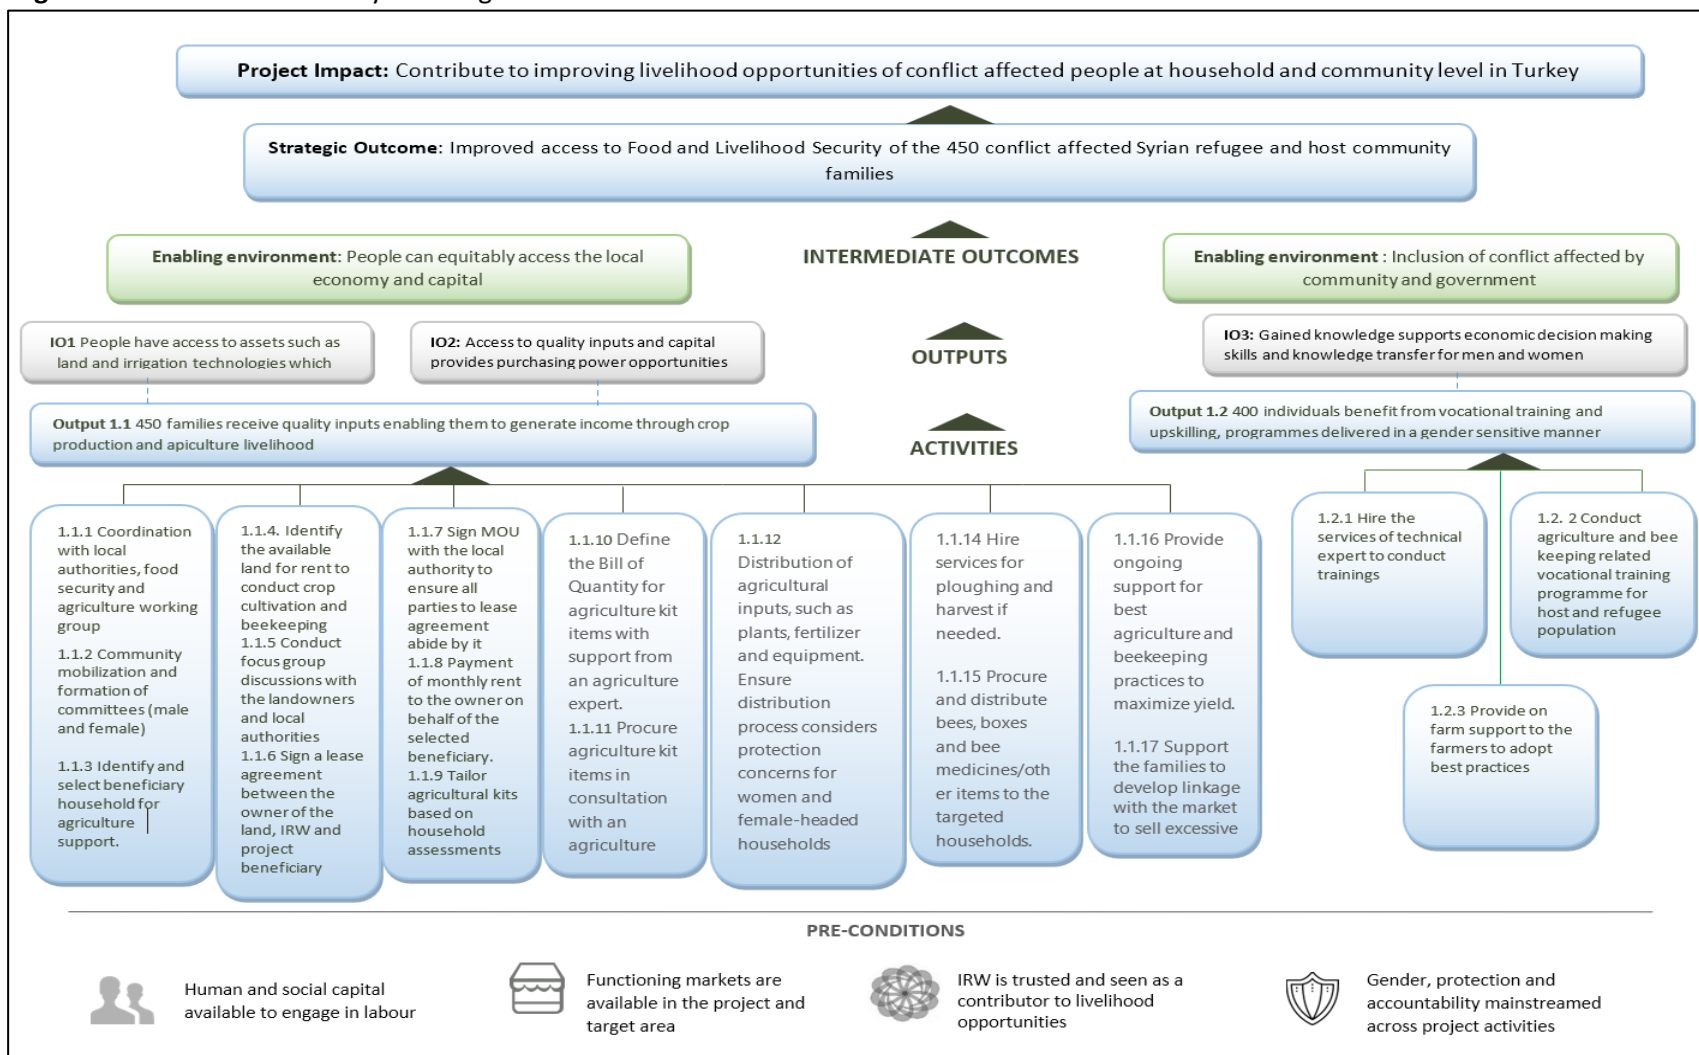 Project Impact: Contribute to improving livelihood opportunities of conflict affected people at household and community level in Turkey
Strategic Outcome: Improved access to Food and Livelihood Security of the 450 conflict affected Syrian refugee and host community
families
INTERMEDIATE OUTCOMES
Enabling environment: People can equitably access the local
economy and capital
Enabling environment : Inclusion of conflict affected by
community and government
IO1 People have access to assets such as
land and irrigation technologies which
IO2: Access to quality inputs and capital
provides purchasing power opportunities
OUTPUTS
IO3: Gained knowledge supports economic decision making
skills and knowledge transfer for men and women
Output 1.1 450 families receive quality inputs enabling them to generate income through crop
production and apiculture livelihood
ACTIVITIES
Output 1.2 400 individuals benefit from vocational training and
upskilling, programmes delivered in a gender sensitive manner
1.1.1 Coordination
with local
authorities, food
security and
agriculture working
group
1.1.2 Community
mobilization and
formation of
committees (male
and female)
1.1.3 Identify and
select beneficiary
household for
agriculture
support.
1.1.4. Identify
the available
land for rent to
conduct crop
cultivation and
beekeeping
1.1.5 Conduct
focus group
discussions with
the landowners
and local
authorities
1.1.6 Sign a lease
agreement
between the
owner of the
land, IRW and
project
beneficiary
1.1.7 Sign MOU
with the local
authority to
ensure all
parties to lease
agreement
abide by it
1.1.8 Payment
of monthly rent
to the owner on
behalf of the
selected
beneficiary.
1.1.9 Tailor
agricultural kits
based on
household
assessments
1.1.10 Define
the Bill of
Quantity for
agriculture kit
items with
support from
an agriculture
expert.
1.1.11 Procure
agriculture kit
items in
consultation
with an
agriculture
1.1.12
Distribution of
agricultural
inputs, such as
plants, fertilizer
and equipment.
Ensure
distribution
process considers
protection
concerns for
women and
female-headed
households
1.1.14 Hire
services for
ploughing and
harvest if
needed.
1.1.15 Procure
and distribute
bees, boxes
and bee
medicines/oth
er items to the
targeted
households.
1.1.16 Provide
ongoing
support for
best
agriculture and
beekeeping
practices to
maximize yield.
1.1.17 Support
the families to
develop linkage
with the market
to sell excessive
1.2.1 Hire the
services of technical
expert to conduct
trainings
1.2. 2 Conduct
agriculture and bee
keeping related
vocational training
programme for
host and refugee
population
1.2.3 Provide on
farm support to the
farmers to adopt
best practices
PRE-CONDITIONS
Human and social capital
available to engage in labour
Functioning markets are
available in the project and
target area
IRW is trusted and seen as a
contributor to livelihood
opportunities
Gender, protection and
accountability mainstreamed
across project activities